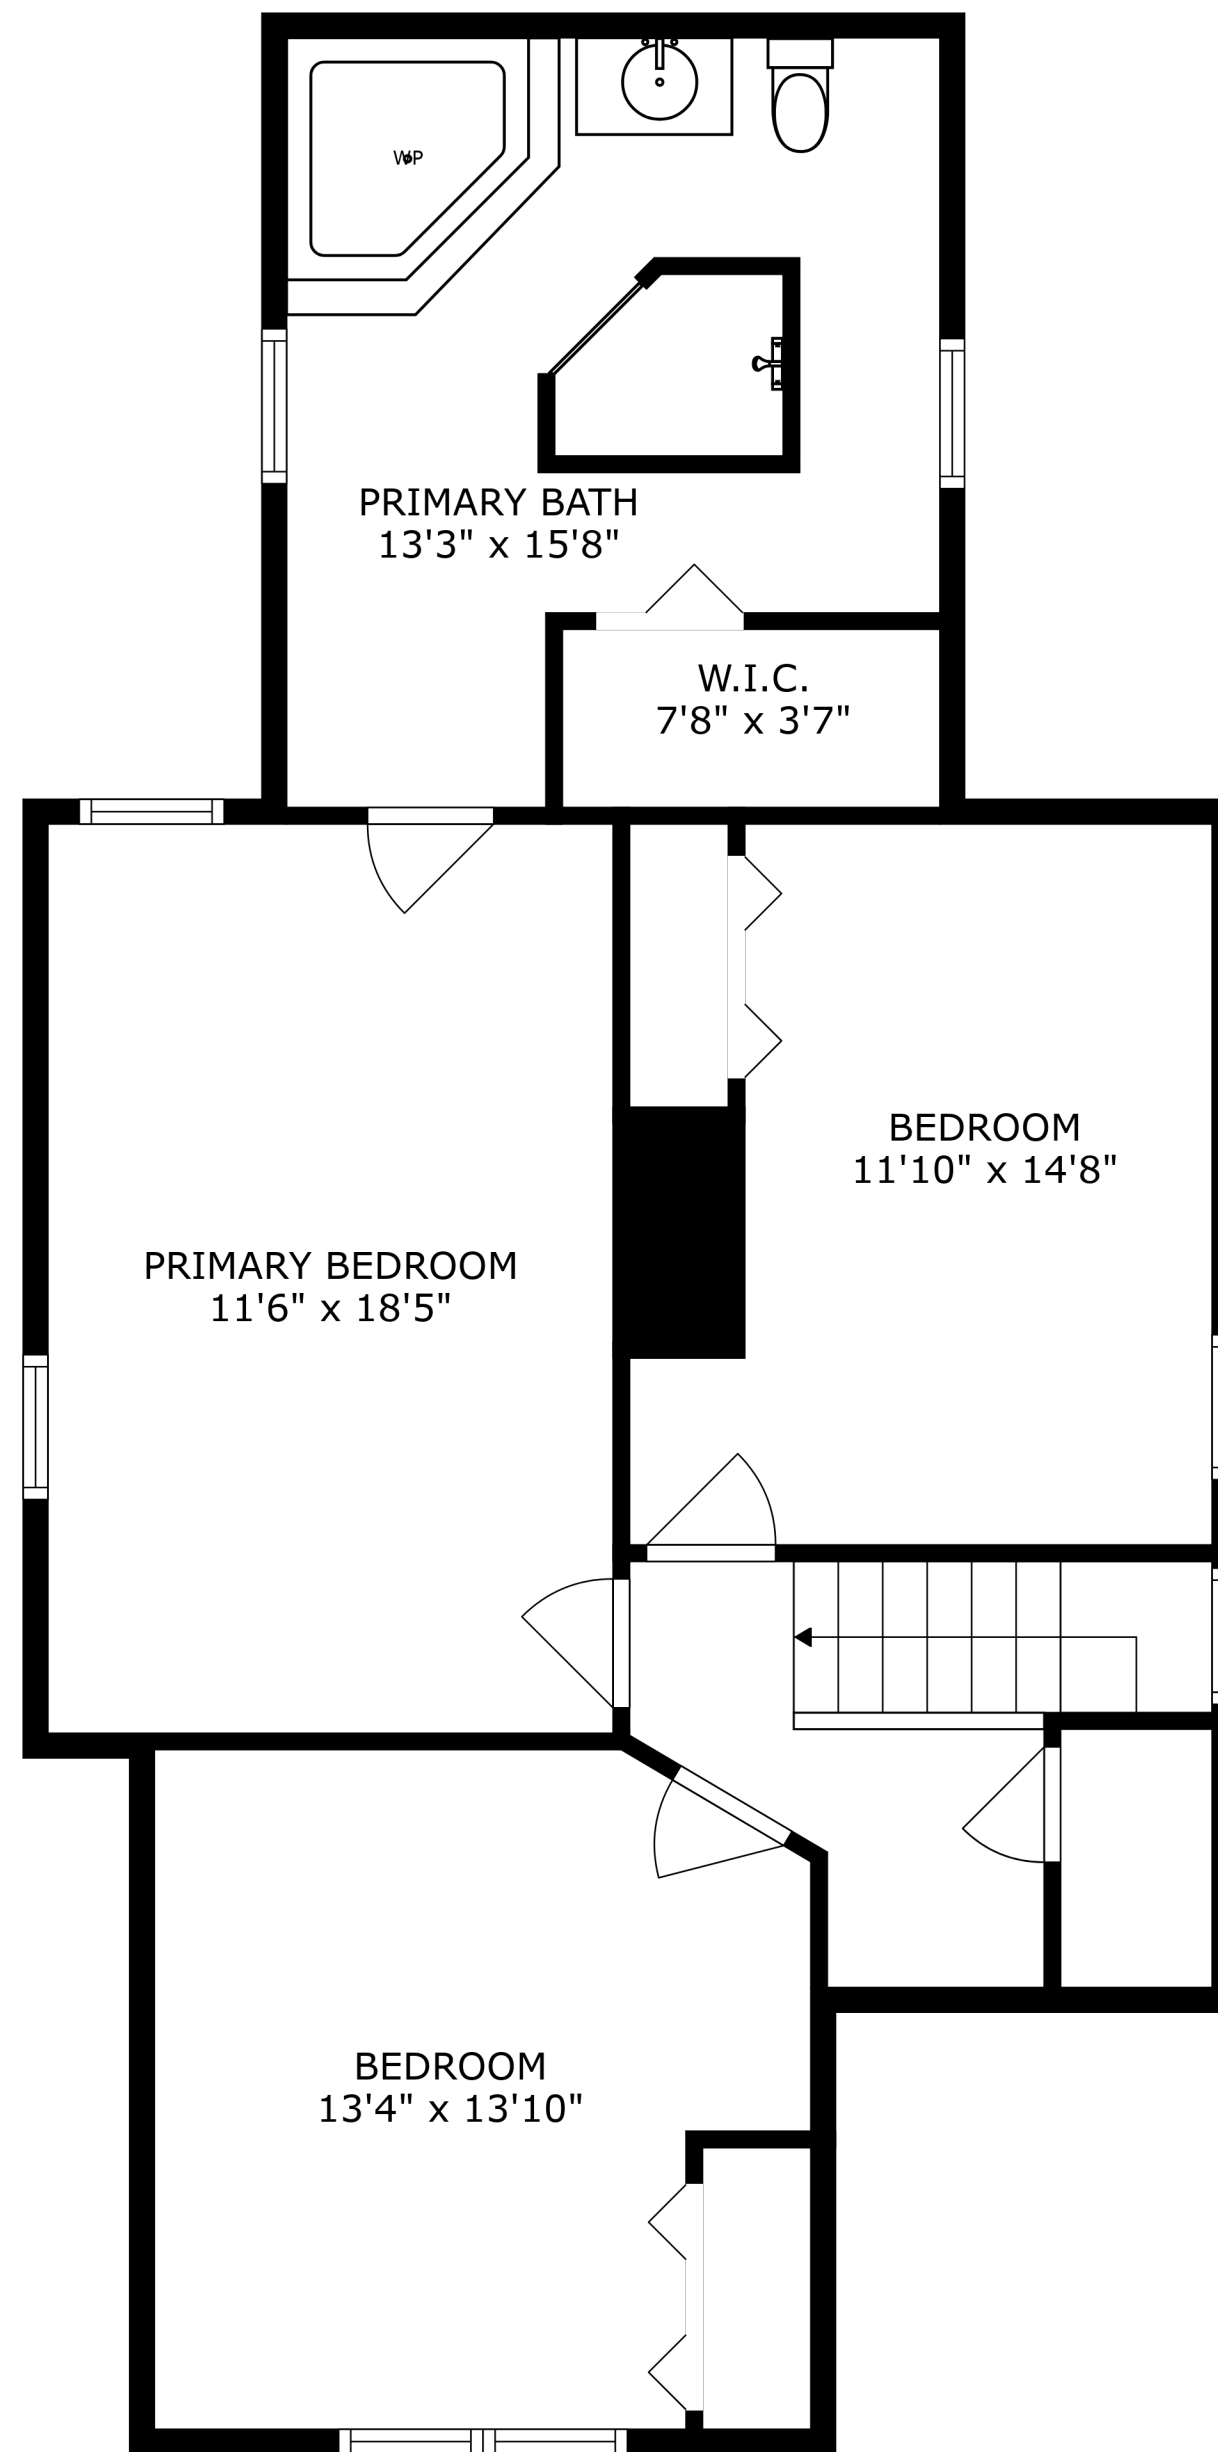 WP
PRIMARY BATH
13'3" x 15'8"
W.I.C.
7'8" x 3'7"
BEDROOM
11'10" x 14'8"
PRIMARY BEDROOM
11'6" x 18'5"
BEDROOM
13'4" x 13'10"